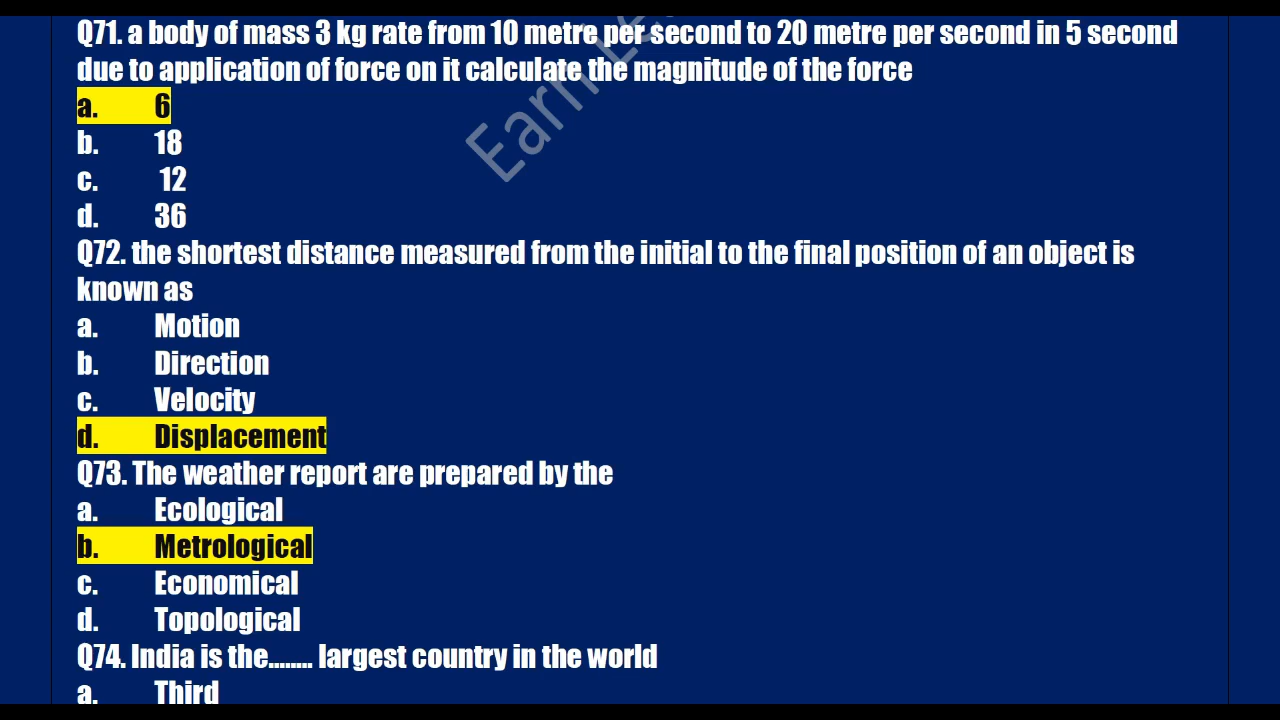 Q71. a body of mass 3 kg rate from 10 metre per second to 20 metre per second in 5 second
due to application of force on it calculate the magnitude of the force
a. 6
b. 18
c. 12
d. 36
Q72. the shortest distance measured from the initial to the final position of an object is
known as
a. Motion
b. Direction
c. Velocity
d. Displacement
Q73. The weather report are prepared by the
a. Ecological
b. Metrological
c. Economical
d. Topological
Q74. India is the........ largest country in the world
a. Third
Earn